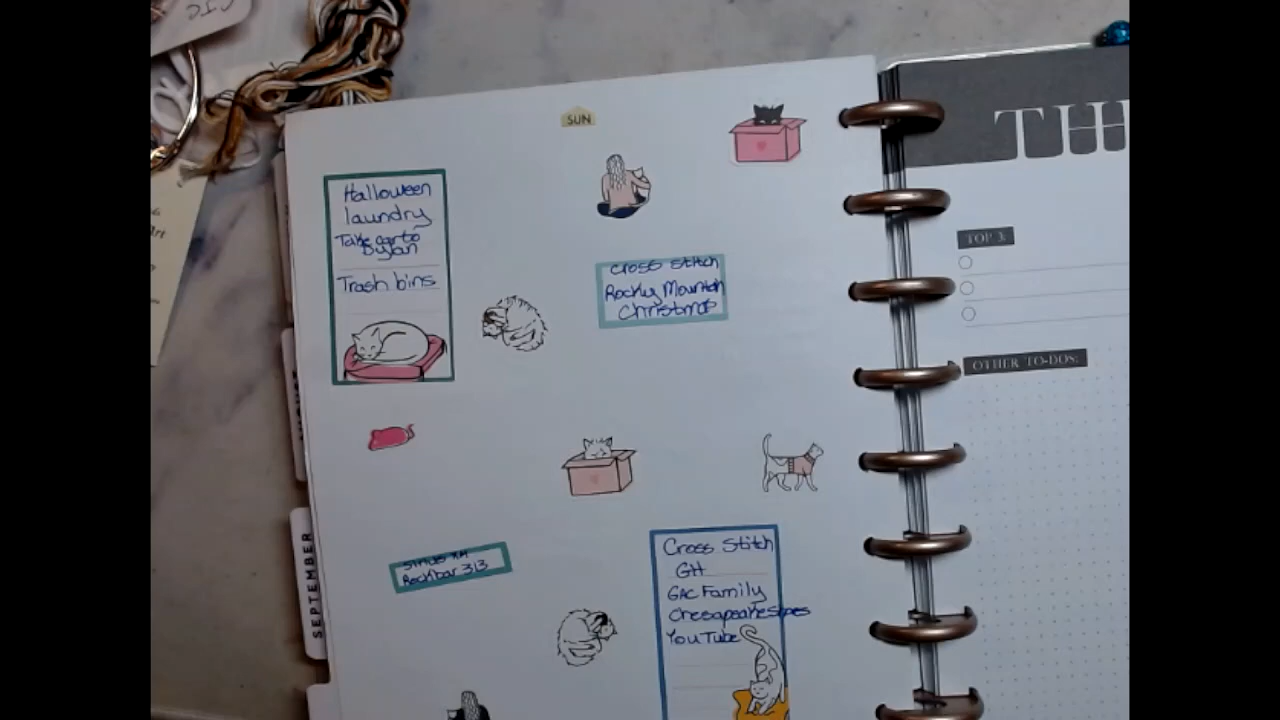 SUN
Halloween
laundry
Take car to
Dylan
Trash bins
Cross Stitch
Rocky Mountain
Christmas
Rockbar 313
Cross Stitch
GH
GAC Family
Chesapeake Shores
YouTube
SEPTEMBER
TOP 3:
OTHER TO-DOS: